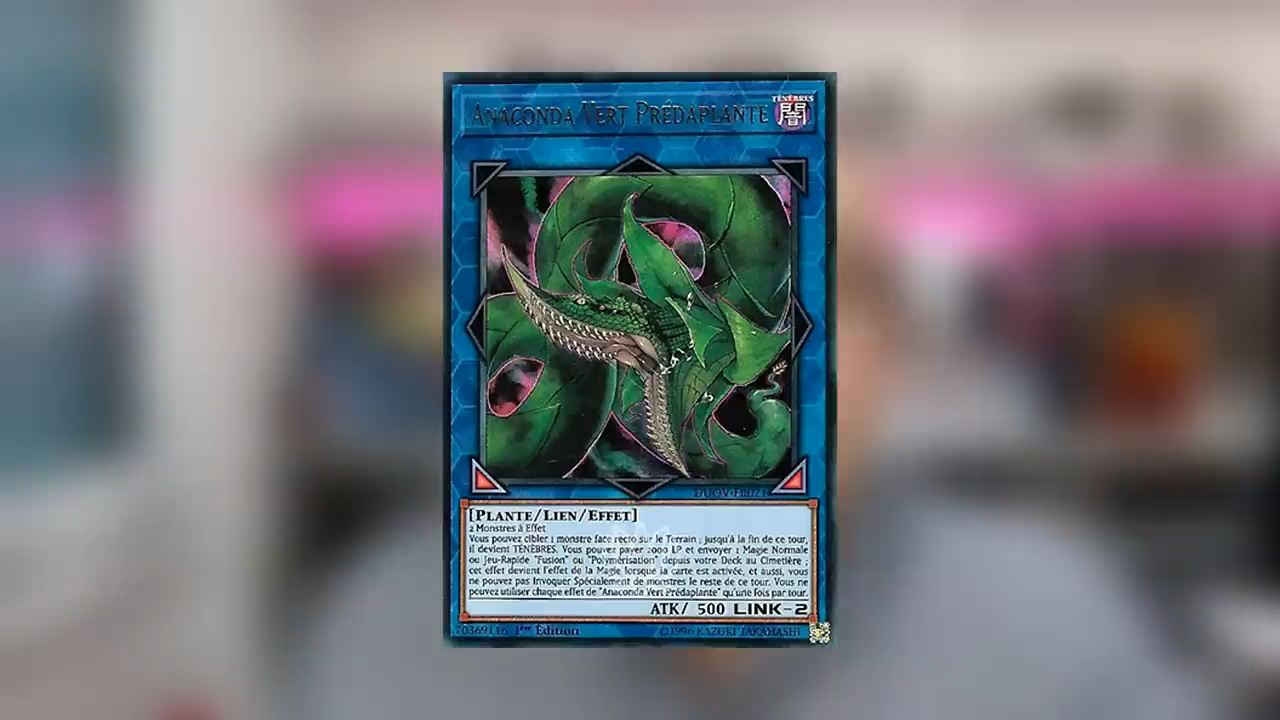 ANACONDA VERT PRÉDAPLANTE
TÉNÈBRES
闇
DUOV-FR021
[PLANTE/LIEN/EFFET]
2 Monstres à Effet
Vous pouvez cibler 1 monstre face recto sur le Terrain ; jusqu'à la fin de ce tour,
il devient TÉNÈBRES. Vous pouvez payer 2000 LP et envoyer 1 Magie Normale
ou Jeu-Rapide "Fusion" ou "Polymérisation" depuis votre Deck au Cimetière ;
cet effet devient l'effet de la Magie lorsque la carte est activée, et aussi, vous
ne pouvez pas Invoquer Spécialement de monstres le reste de ce tour. Vous ne
pouvez utiliser chaque effet de "Anaconda Vert Prédaplante" qu'une fois par tour.
ATK/ 500 LINK-2
70369116 1ère Édition
©1996 KAZUKI TAKAHASHI